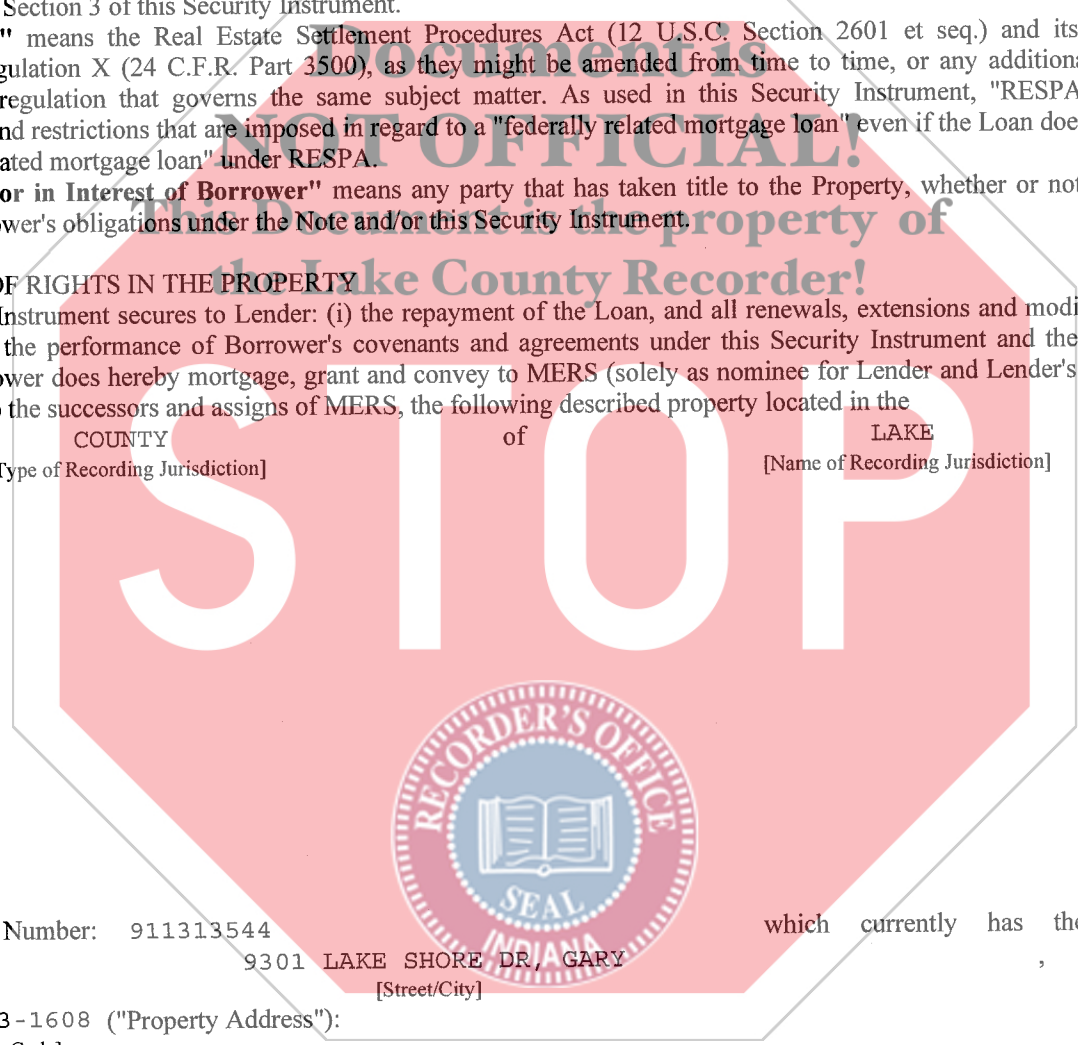 Section 3 of this Security Instrument.
" means the Real Estate Settlement Procedures Act (12 U.S.C. Section 2601 et seq.) and its
gulation X (24 C.F.R. Part 3500), as they might be amended from time to time, or any additiona
regulation that governs the same subject matter. As used in this Security Instrument, "RESPA
nd restrictions that are imposed in regard to a "federally related mortgage loan" even if the Loan doe
ated mortgage loan" under RESPA.
or in Interest of Borrower" means any party that has taken title to the Property, whether or not
ower's obligations under the Note and/or this Security Instrument.
Document is
NOT OFFICIAL!
This Document is the property of
the Lake County Recorder!
OF RIGHTS IN THE PROPERTY
Instrument secures to Lender: (i) the repayment of the Loan, and all renewals, extensions and modi
the performance of Borrower's covenants and agreements under this Security Instrument and the
ower does hereby mortgage, grant and convey to MERS (solely as nominee for Lender and Lender's
the successors and assigns of MERS, the following described property located in the
COUNTY of LAKE
Type of Recording Jurisdiction] [Name of Recording Jurisdiction]
STOP
RECORDER'S OFFICE
SEAL
INDIANA
Number: 911313544 which currently has the
9301 LAKE SHORE DR, GARY ,
[Street/City]
3-1608 ("Property Address"):